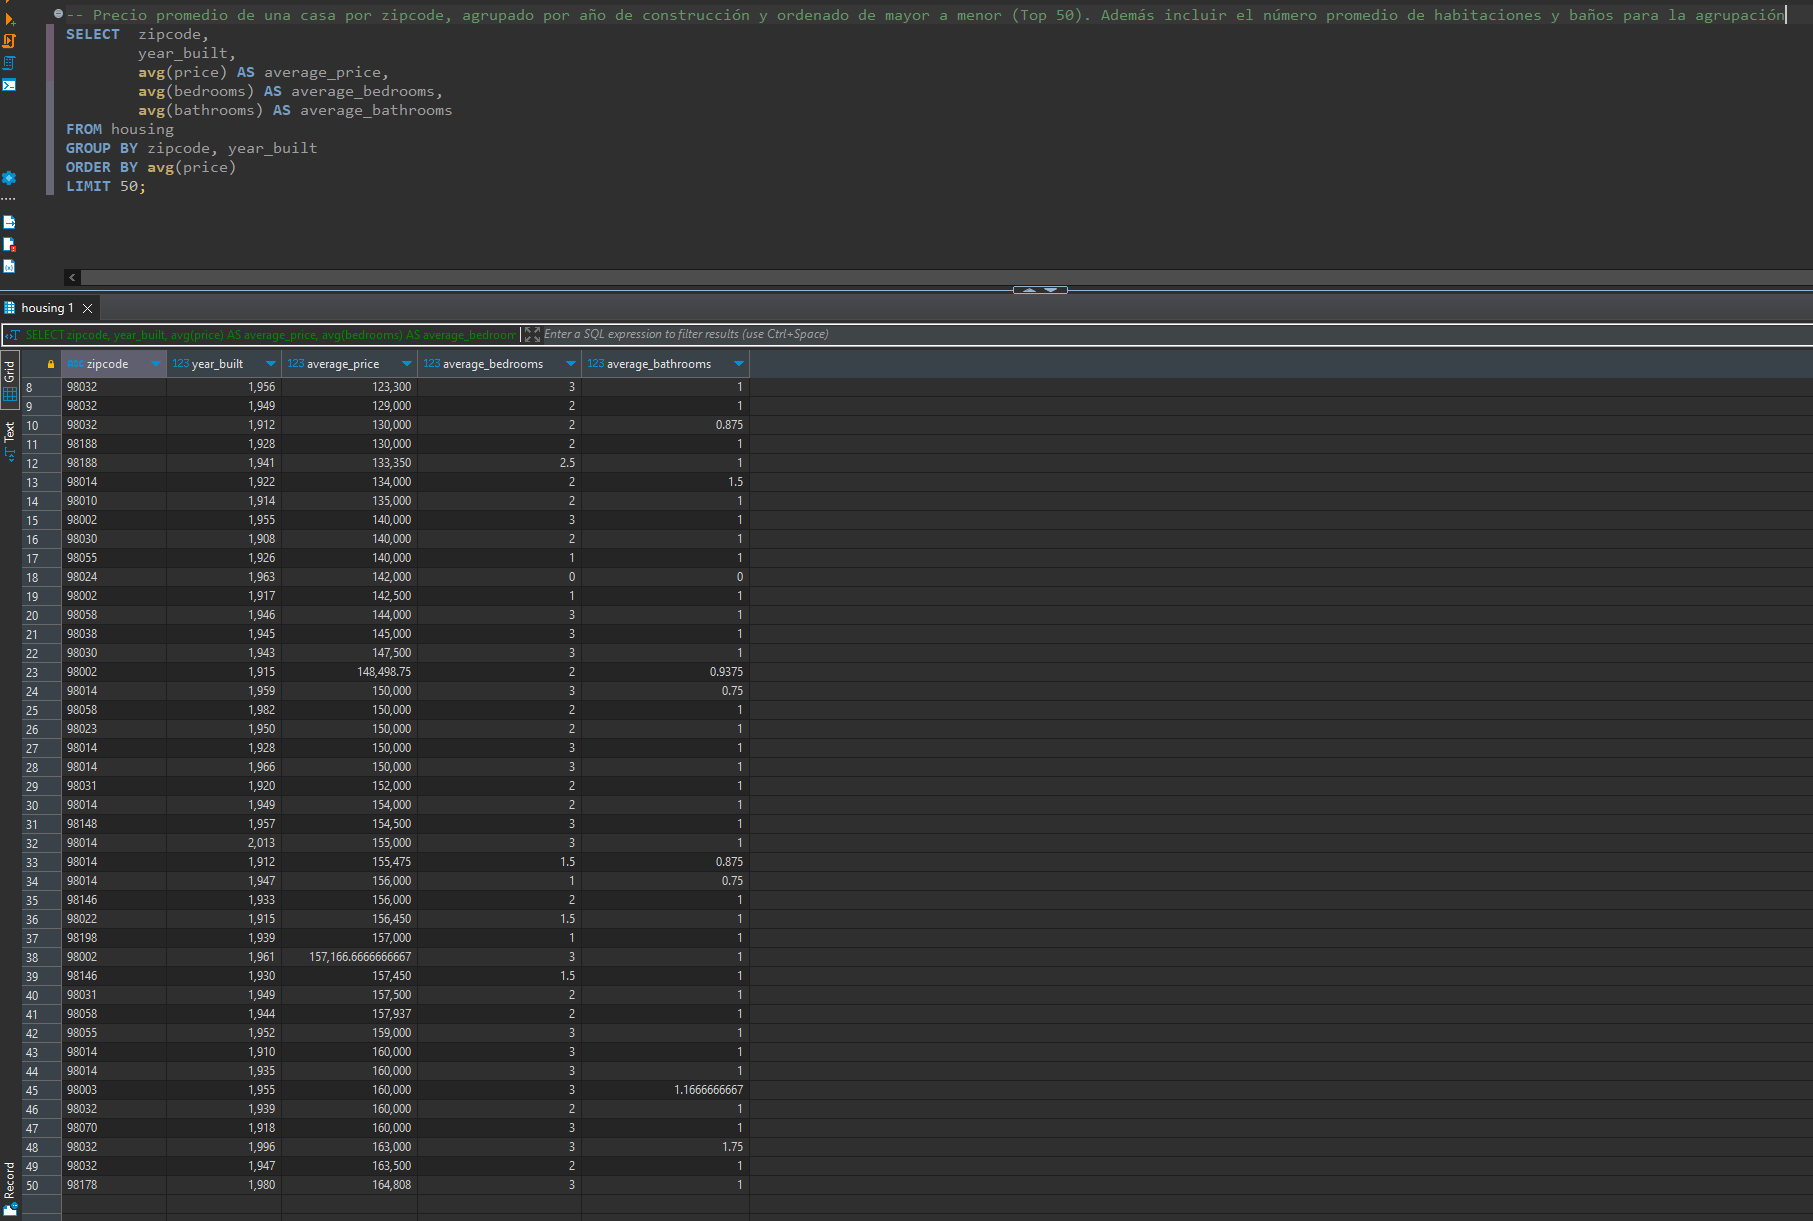 -- Precio promedio de una casa por zipcode, agrupado por año de construcción y ordenado de mayor a menor (Top 50). Además incluir el número promedio de habitaciones y baños para la agrupación
SELECT zipcode,
year_built,
avg(price) AS average_price,
avg(bedrooms) AS average_bedrooms,
avg(bathrooms) AS average_bathrooms
FROM housing
GROUP BY zipcode, year_built
ORDER BY avg(price)
LIMIT 50;
housing 1
SELECT zipcode, year_built, avg(price) AS average_price, avg(bedrooms) AS average_bedroom Enter a SQL expression to filter results (use Ctrl+Space)
Grid
Text
Record
zipcode 123 year_built 123 average_price 123 average_bedrooms 123 average_bathrooms
8 98032 1,956 123,300 3 1
9 98032 1,949 129,000 2 1
10 98032 1,912 130,000 2 0.875
11 98188 1,928 130,000 2 1
12 98188 1,941 133,350 2.5 1
13 98014 1,922 134,000 2 1.5
14 98010 1,914 135,000 2 1
15 98002 1,955 140,000 3 1
16 98030 1,908 140,000 2 1
17 98055 1,926 140,000 1 1
18 98024 1,963 142,000 0 0
19 98002 1,917 142,500 1 1
20 98058 1,946 144,000 3 1
21 98038 1,945 145,000 3 1
22 98030 1,943 147,500 3 1
23 98002 1,915 148,498.75 2 0.9375
24 98014 1,959 150,000 3 0.75
25 98058 1,982 150,000 2 1
26 98023 1,950 150,000 2 1
27 98014 1,928 150,000 3 1
28 98014 1,966 150,000 3 1
29 98031 1,920 152,000 2 1
30 98014 1,949 154,000 2 1
31 98148 1,957 154,500 3 1
32 98014 2,013 155,000 3 1
33 98014 1,912 155,475 1.5 0.875
34 98014 1,947 156,000 1 0.75
35 98146 1,933 156,000 2 1
36 98022 1,915 156,450 1.5 1
37 98198 1,939 157,000 1 1
38 98002 1,961 157,166.6666666667 3 1
39 98146 1,930 157,450 1.5 1
40 98031 1,949 157,500 2 1
41 98058 1,944 157,937 2 1
42 98055 1,952 159,000 3 1
43 98014 1,910 160,000 3 1
44 98014 1,935 160,000 3 1
45 98003 1,955 160,000 3 1.1666666667
46 98032 1,939 160,000 2 1
47 98070 1,918 160,000 3 1
48 98032 1,996 163,000 3 1.75
49 98032 1,947 163,500 2 1
50 98178 1,980 164,808 3 1